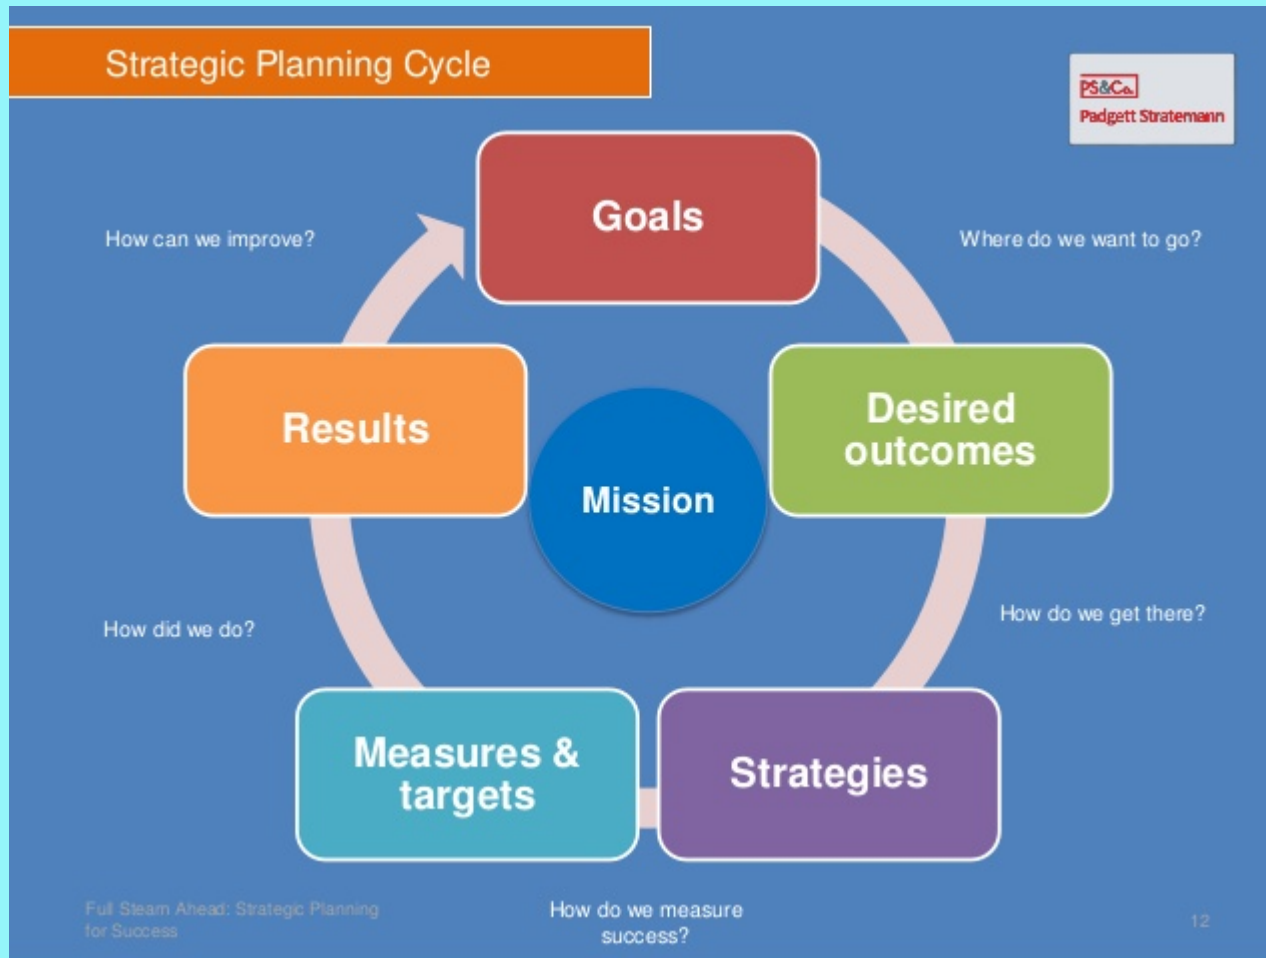 Strategic Planning Cycle
PS&Co.
Padgett Stratemann
Goals
How can we improve?
Where do we want to go?
Results
Desired
outcomes
Mission
How did we do?
How do we get there?
Measures &
targets
Strategies
Full Steam Ahead: Strategic Planning
for Success
How do we measure
success?
12